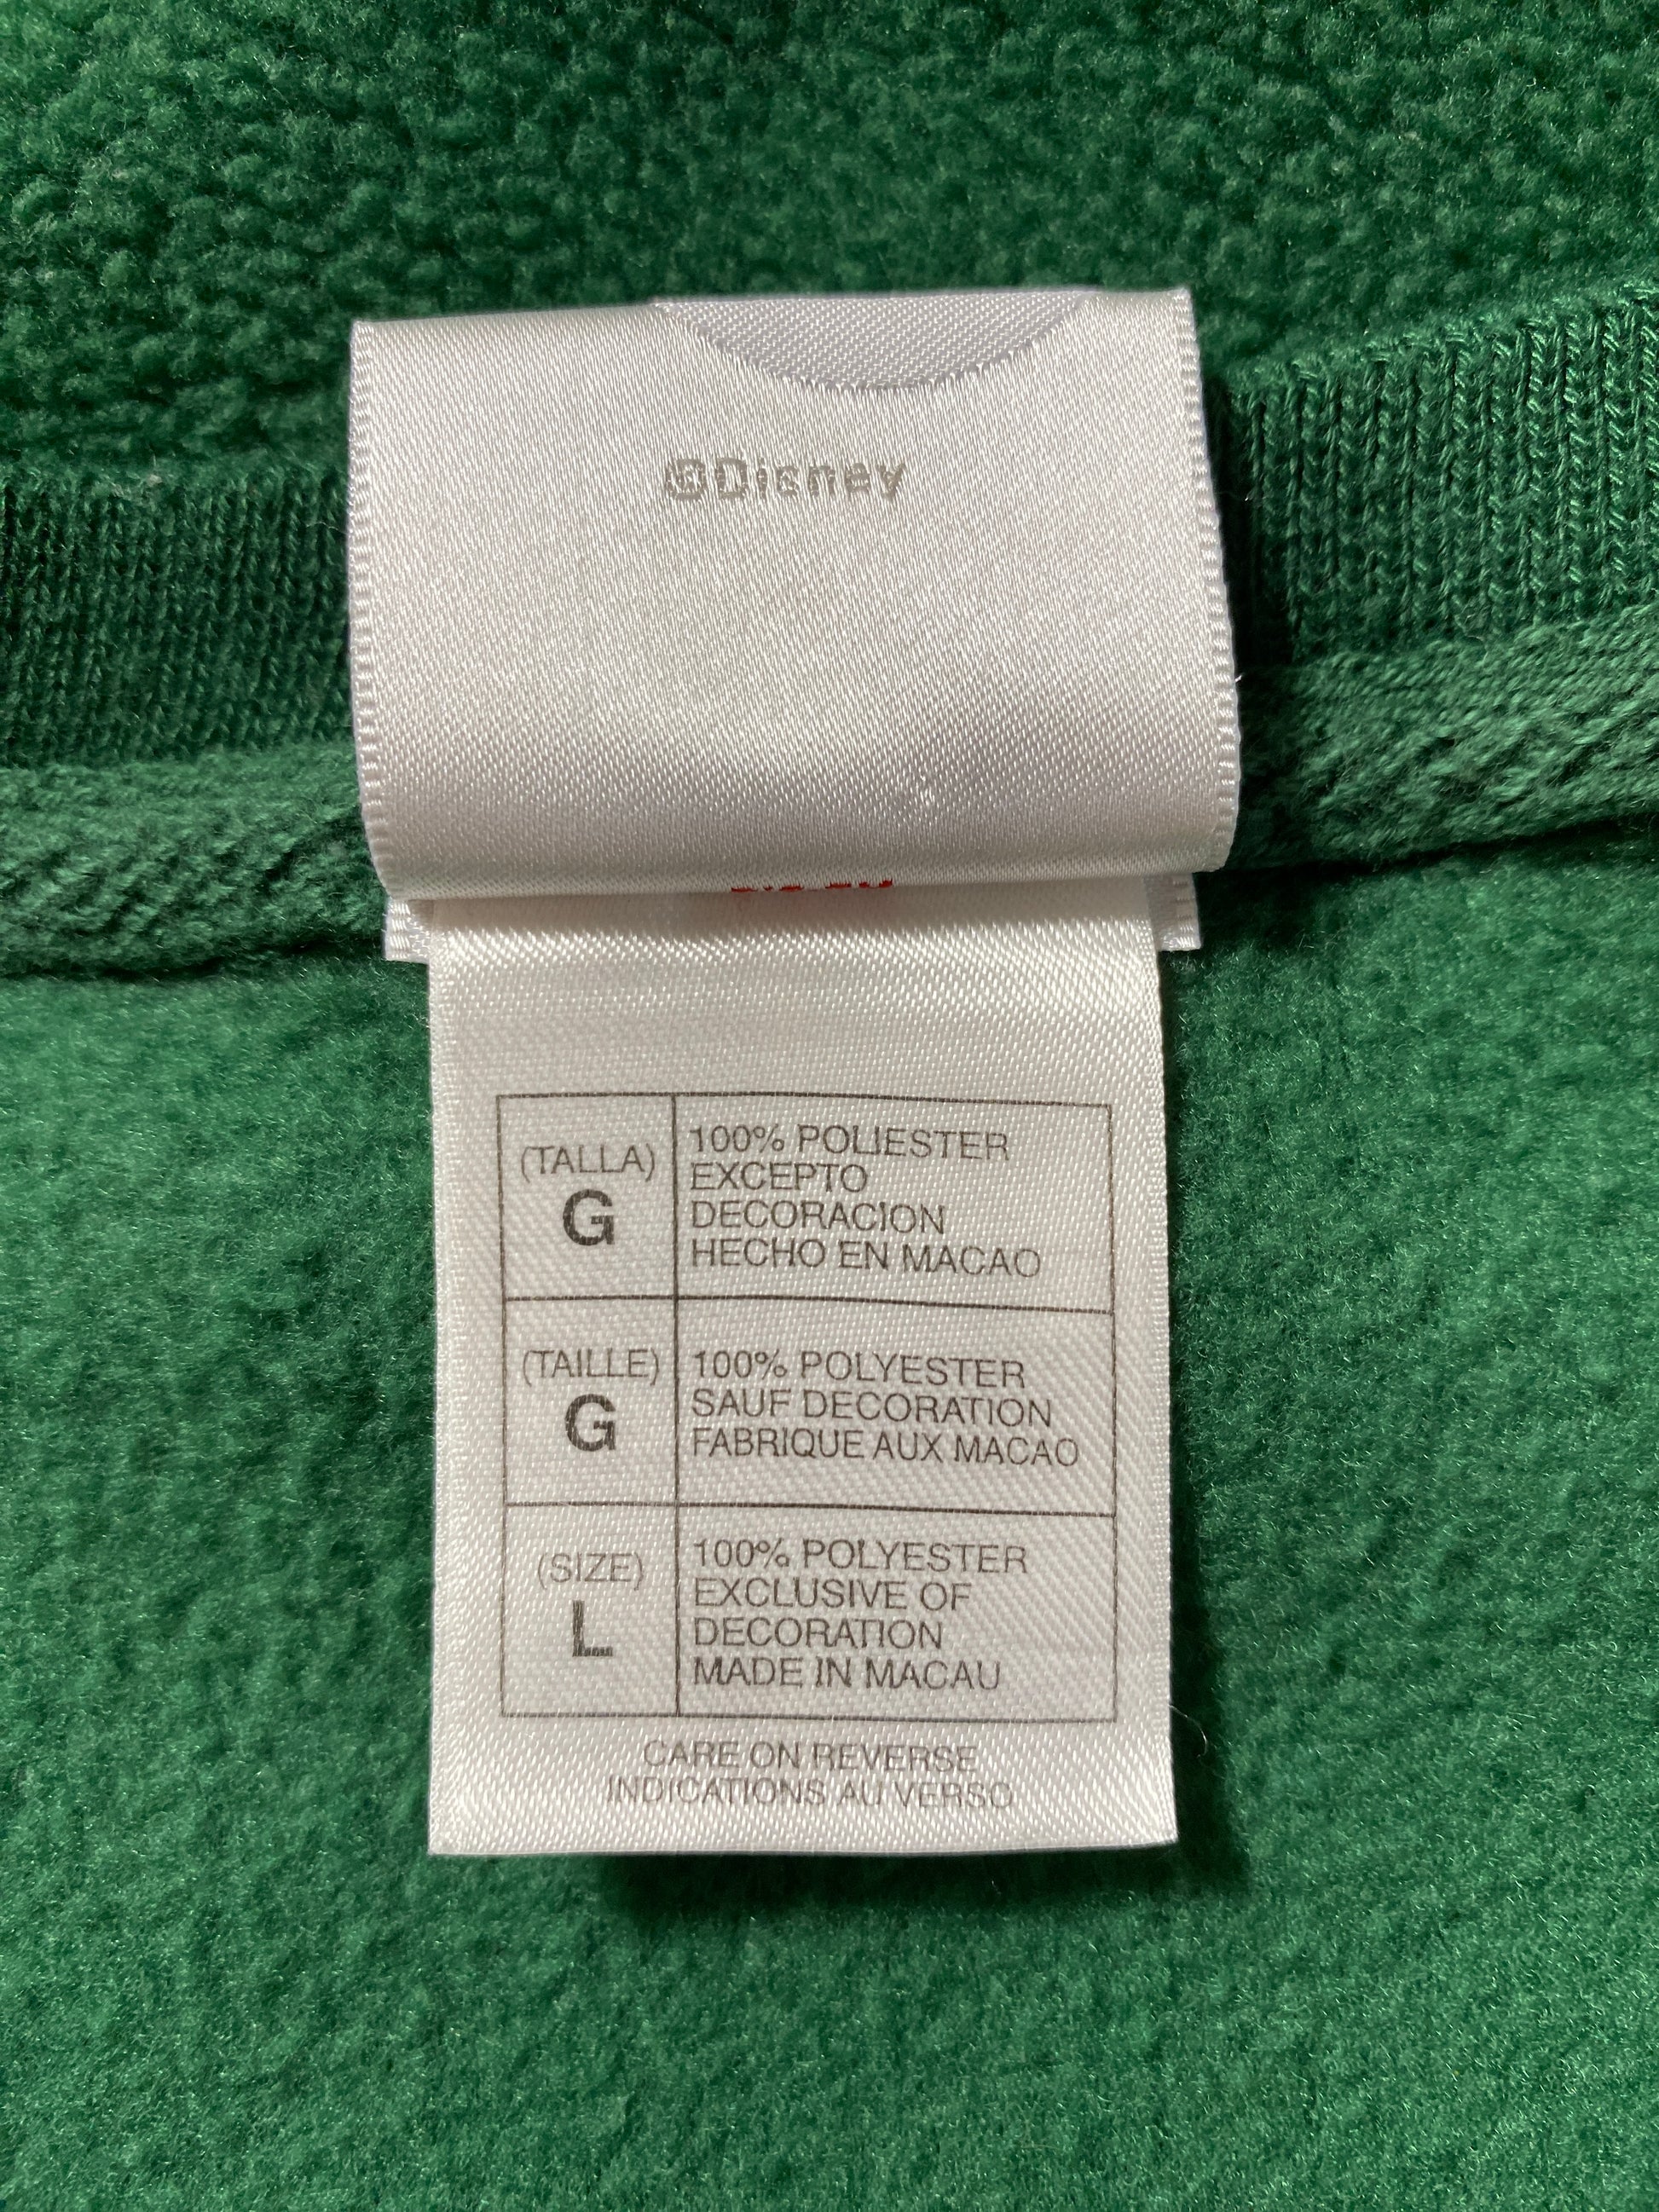 ©Disney
(TALLA)
G
100% POLIESTER
EXCEPTO
DECORACION
HECHO EN MACAO
(TAILLE)
G
100% POLYESTER
SAUF DECORATION
FABRIQUE AUX MACAO
(SIZE)
L
100% POLYESTER
EXCLUSIVE OF
DECORATION
MADE IN MACAU
CARE ON REVERSE
INDICATIONS AU VERSO